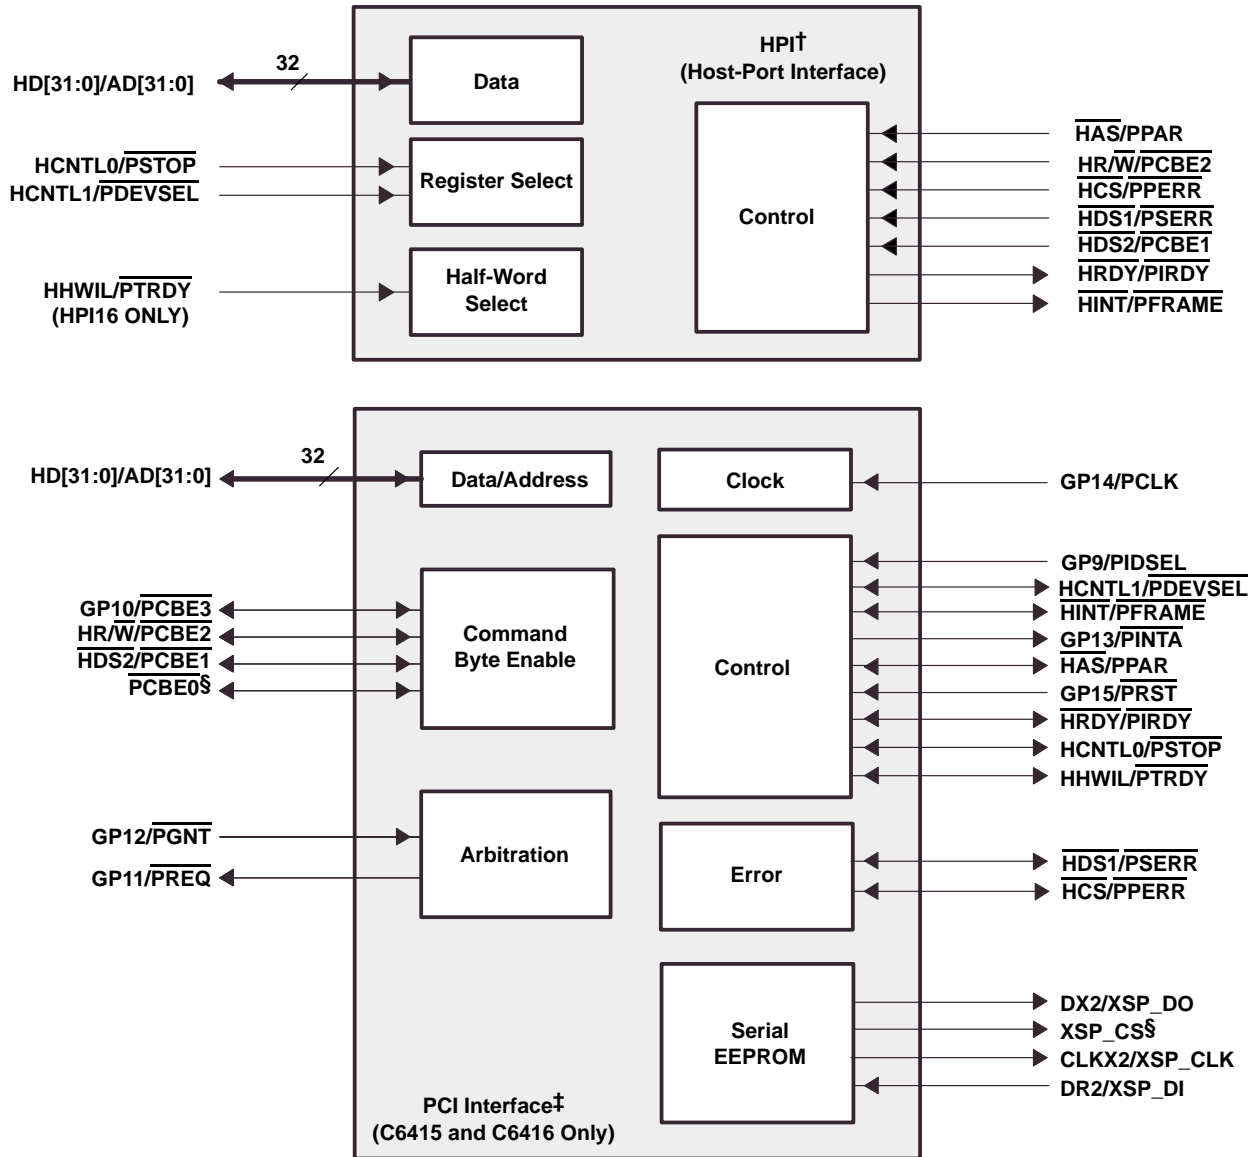 HPI†
(Host-Port Interface)
32
HD[31:0]/AD[31:0]
Data
HCNTL0/PSTOP
HCNTL1/PDEVSEL
Register Select
HHWIL/PTRDY
(HPI16 ONLY)
Half-Word
Select
Control
HAS/PPAR
HR/W/PCBE2
HCS/PPERR
HDS1/PSERR
HDS2/PCBE1
HRDY/PIRDY
HINT/PFRAME
32
HD[31:0]/AD[31:0]
Data/Address
Clock
GP14/PCLK
GP10/PCBE3
HR/W/PCBE2
HDS2/PCBE1
PCBE0§
Command
Byte Enable
Control
GP9/PIDSEL
HCNTL1/PDEVSEL
HINT/PFRAME
GP13/PINTA
HAS/PPAR
GP15/PRST
HRDY/PIRDY
HCNTL0/PSTOP
HHWIL/PTRDY
GP12/PGNT
GP11/PREQ
Arbitration
Error
HDS1/PSERR
HCS/PPERR
Serial
EEPROM
DX2/XSP_DO
XSP_CS§
CLKX2/XSP_CLK
DR2/XSP_DI
PCI Interface‡
(C6415 and C6416 Only)